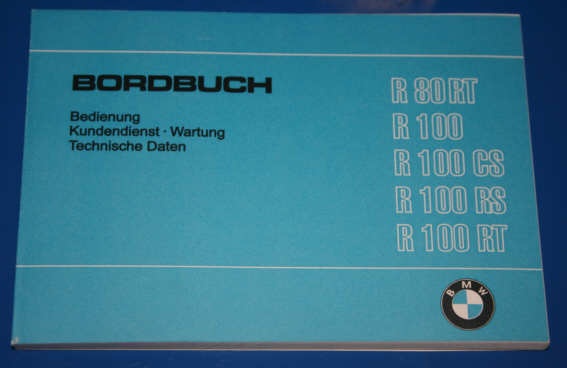 BORDBUCH
Bedienung
Kundendienst · Wartung
Technische Daten
R 80 RT
R 100
R 100 CS
R 100 RS
R 100 RT
BMW